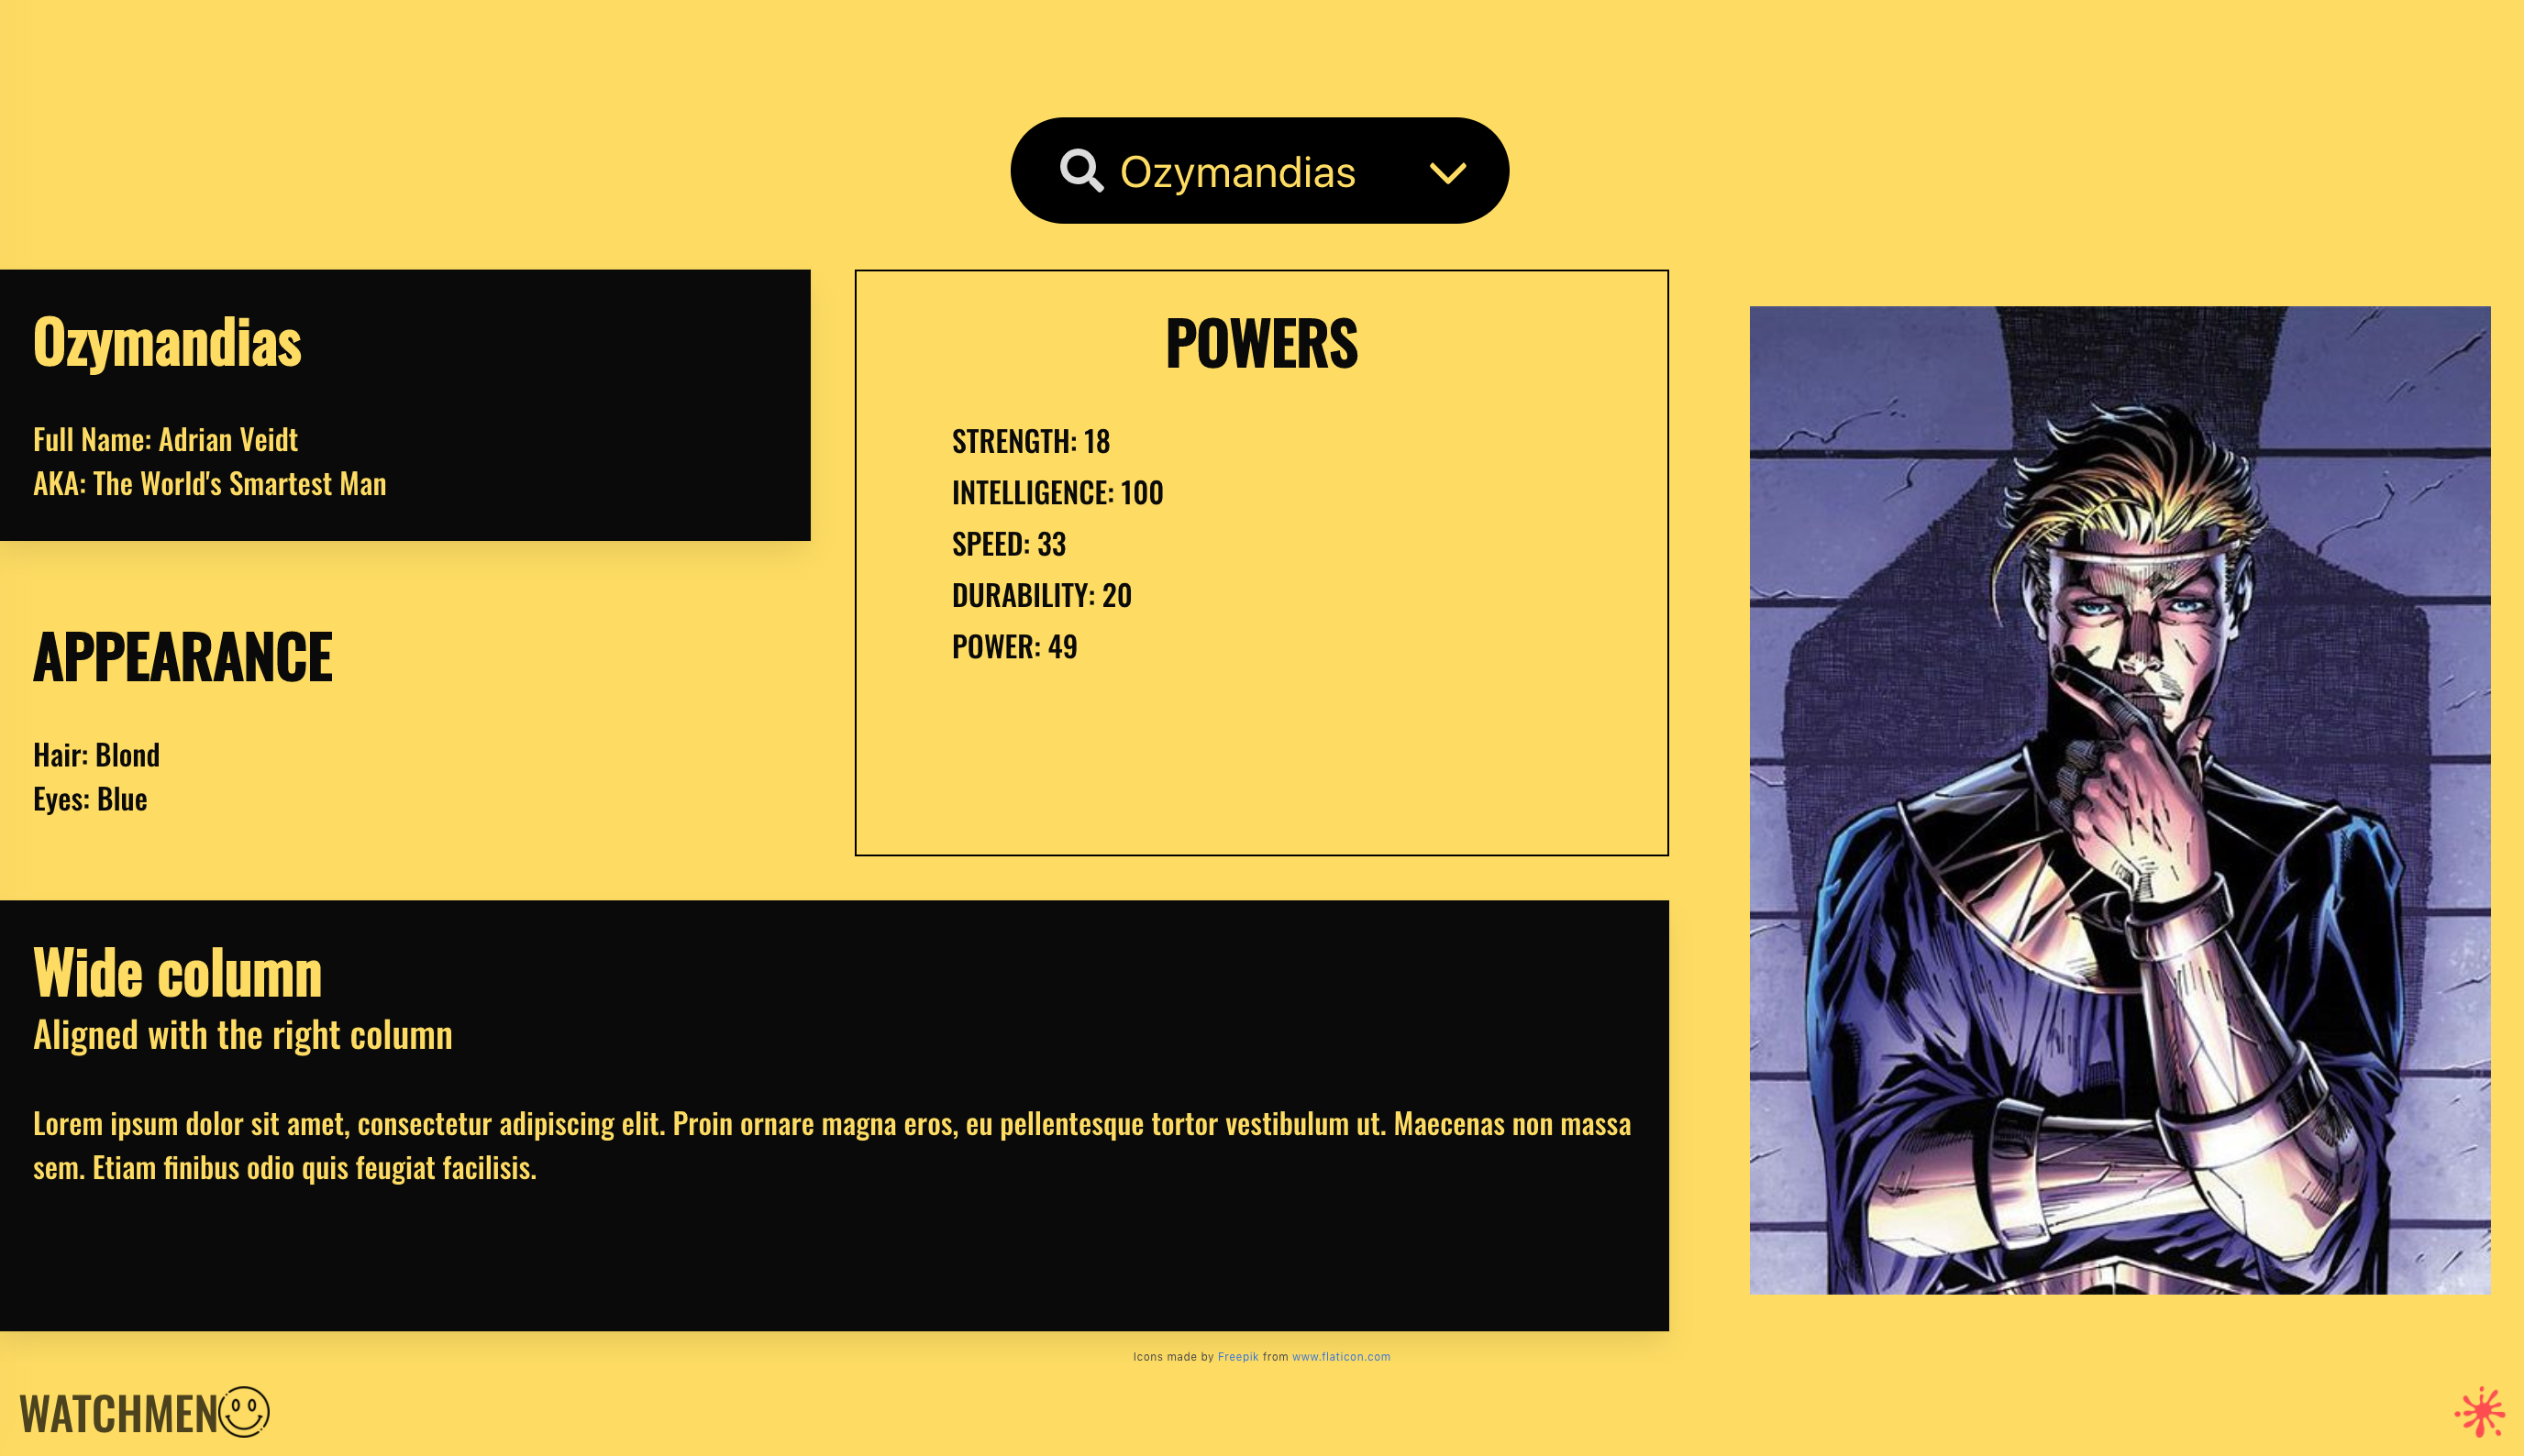 Ozymandias
Ozymandias
Full Name: Adrian Veidt
AKA: The World's Smartest Man
APPEARANCE
Hair: Blond
Eyes: Blue
POWERS
STRENGTH: 18
INTELLIGENCE: 100
SPEED: 33
DURABILITY: 20
POWER: 49
Wide column
Aligned with the right column
Lorem ipsum dolor sit amet, consectetur adipiscing elit. Proin ornare magna eros, eu pellentesque tortor vestibulum ut. Maecenas non massa
sem. Etiam finibus odio quis feugiat facilisis.
Icons made by Freepik from www.flaticon.com
WATCHMEN